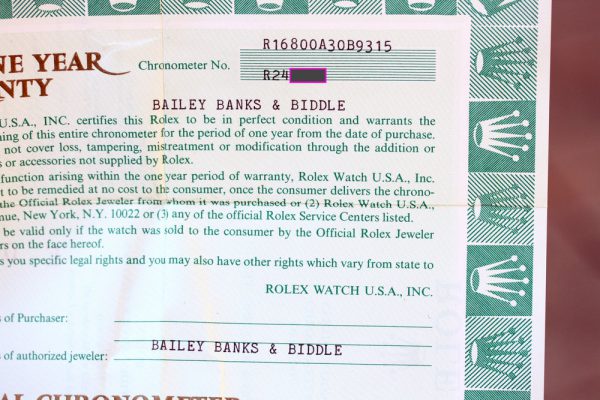 NE YEAR
NTY
Chronometer No.
R16800A30B9315
R24
BAILEY BANKS & BIDDLE
U.S.A., INC. certifies this Rolex to be in perfect condition and warrants the
ning of this entire chronometer for the period of one year from the date of purchase.
not cover loss, tampering, mistreatment or modification through the addition or
s or accessories not supplied by Rolex.
function arising within the one year period of warranty, Rolex Watch U.S.A., Inc.
t to be remedied at no cost to the consumer, once the consumer delivers the chrono-
the Official Rolex Jeweler from whom it was purchased or (2) Rolex Watch U.S.A.,
nue, New York, N.Y. 10022 or (3) any of the official Rolex Service Centers listed.
be valid only if the watch was sold to the consumer by the Official Rolex Jeweler
rs on the face hereof.
s you specific legal rights and you may also have other rights which vary from state to
ROLEX WATCH U.S.A., INC.
s of Purchaser:
s of authorized jeweler:
BAILEY BANKS & BIDDLE
AL CHRONOMETER